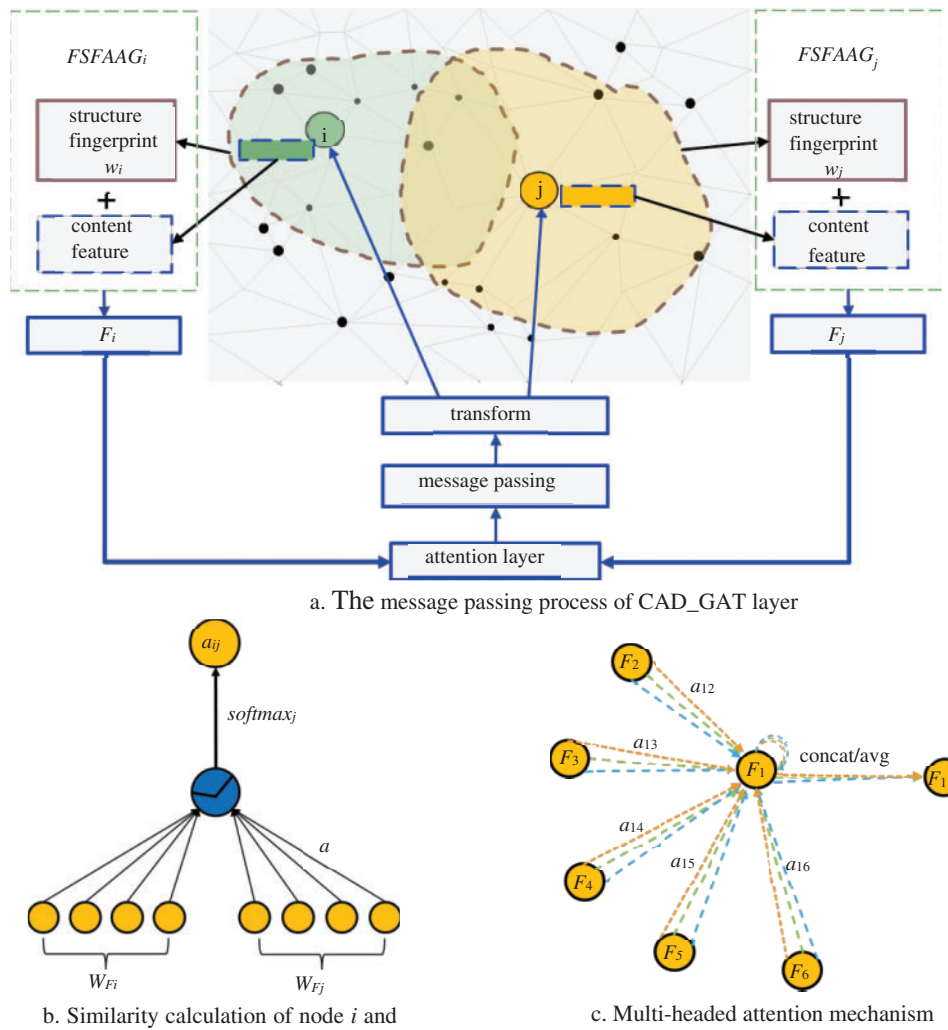 FSFAAGi
FSFAAGj
structure
fingerprint
wi
+
content
feature
i
j
structure
fingerprint
wj
+
content
feature
Fi
Fj
transform
message passing
attention layer
a. The message passing process of CAD_GAT layer
aij
softmaxj
a
WFi
WFj
b. Similarity calculation of node i and
F2
a12
F3
a13
F1
concat/avg
F1
a14
F4
a15
a16
F5
F6
c. Multi-headed attention mechanism